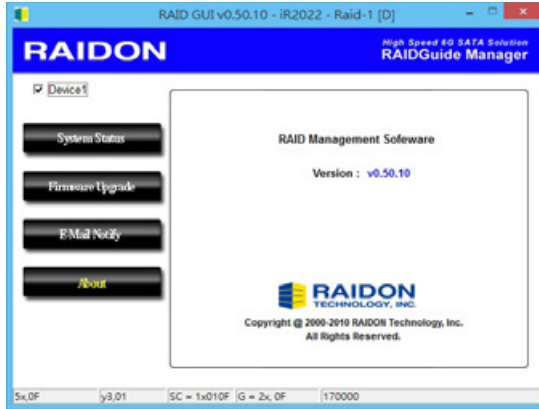 RAID GUI v0.50.10 - iR2022 - Raid-1 [D]
RAIDON
High Speed 6G SATA Solution
RAIDGuide Manager
Device1
System Status
Firmware Upgrade
E-Mail Notify
About
RAID Management Sofeware
Version : v0.50.10
RAIDON
TECHNOLOGY, INC.
Copyright @ 2000-2010 RAIDON Technology, Inc.
All Rights Reserved.
5x,0F y3,01 SC = 1x010F G = 2x, 0F 170000